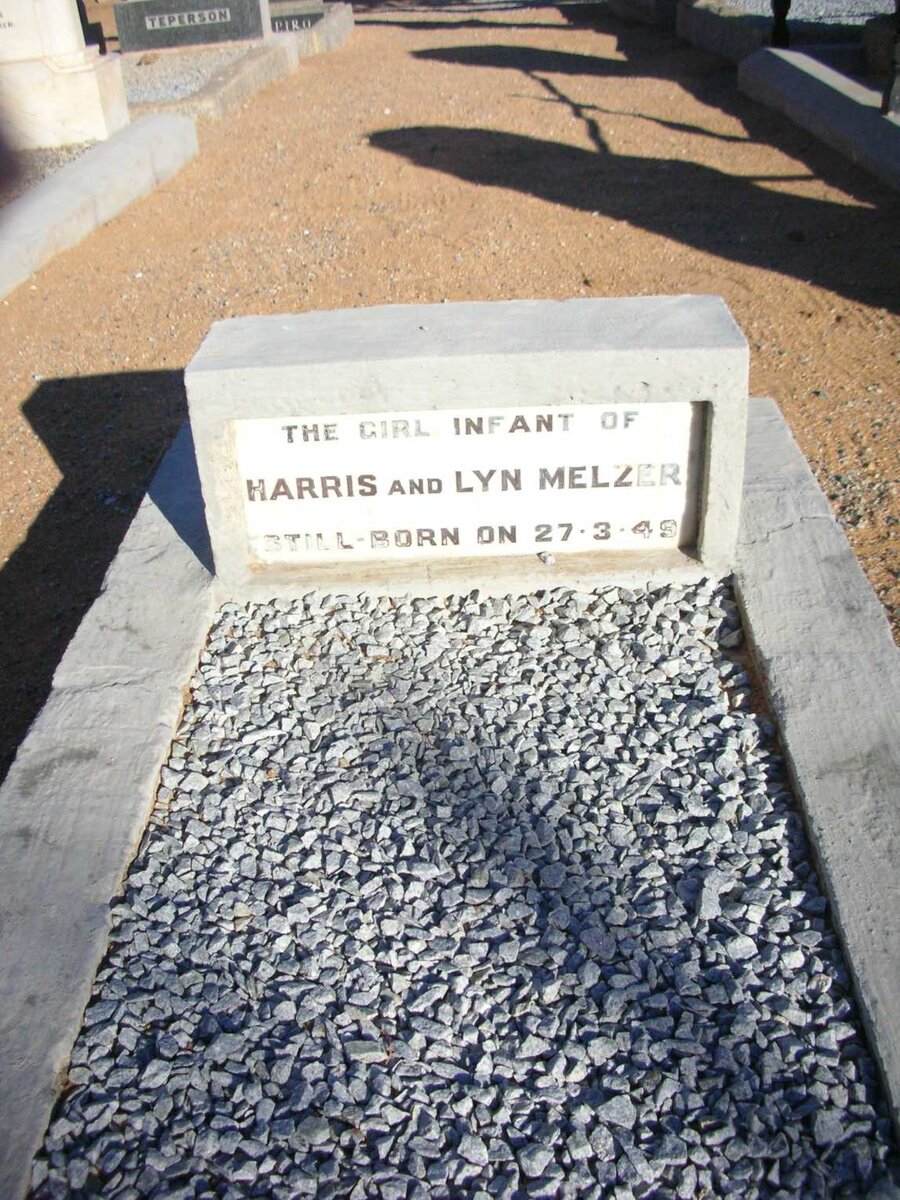 TEPERSON
PIRO
THE GIRL INFANT OF
HARRIS AND LYN MELZER
STILL-BORN ON 27·3·49